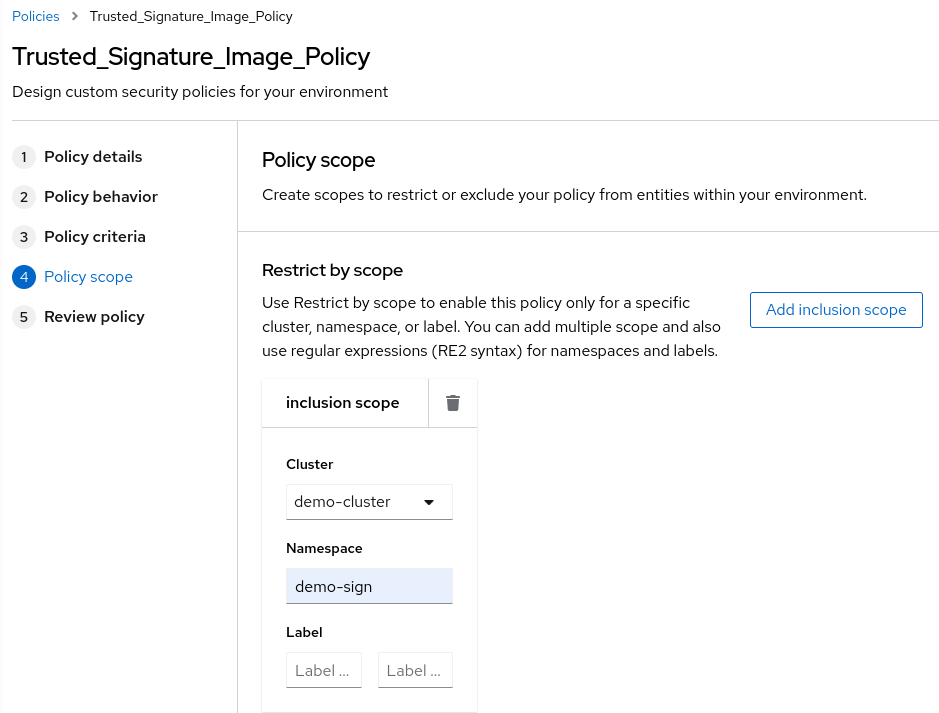 Policies > Trusted_Signature_Image_Policy
Trusted_Signature_Image_Policy
Design custom security policies for your environment
1 Policy details
2 Policy behavior
3 Policy criteria
4 Policy scope
5 Review policy
Policy scope
Create scopes to restrict or exclude your policy from entities within your environment.
Restrict by scope
Use Restrict by scope to enable this policy only for a specific
cluster, namespace, or label. You can add multiple scope and also
use regular expressions (RE2 syntax) for namespaces and labels.
Add inclusion scope
inclusion scope
Cluster
demo-cluster
Namespace
demo-sign
Label
Label ... Label ...